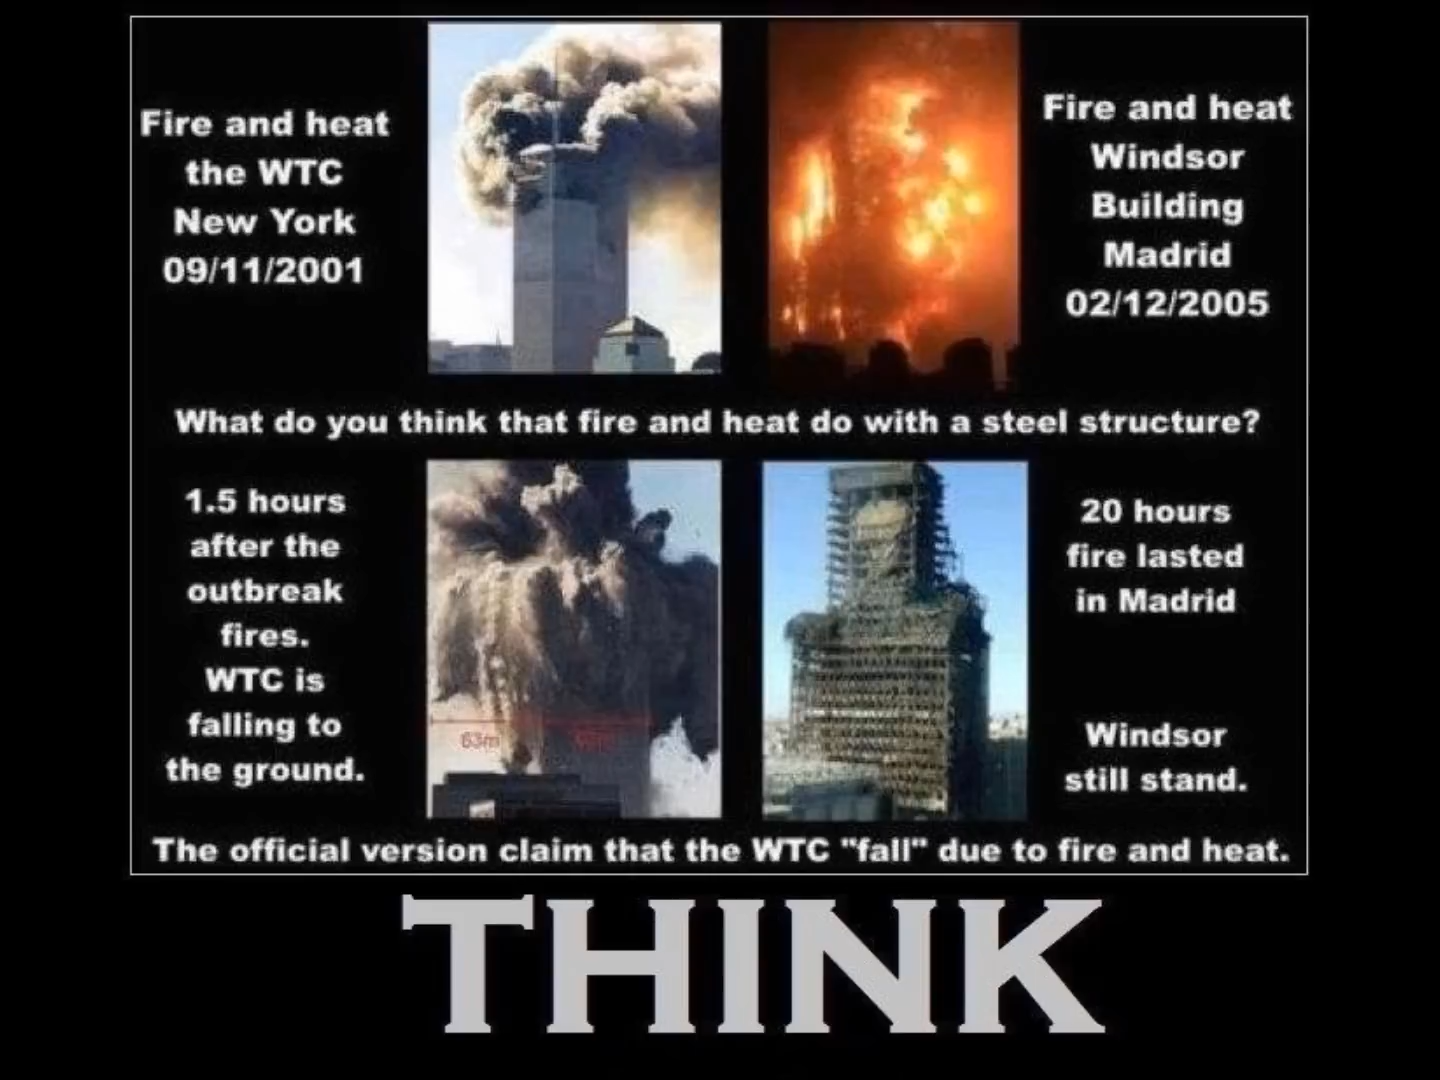 Fire and heat
the WTC
New York
09/11/2001
Fire and heat
Windsor
Building
Madrid
02/12/2005
What do you think that fire and heat do with a steel structure?
1.5 hours
after the
outbreak
fires.
WTC is
falling to
the ground.
63m
20 hours
fire lasted
in Madrid
Windsor
still stand.
The official version claim that the WTC "fall" due to fire and heat.
THINK